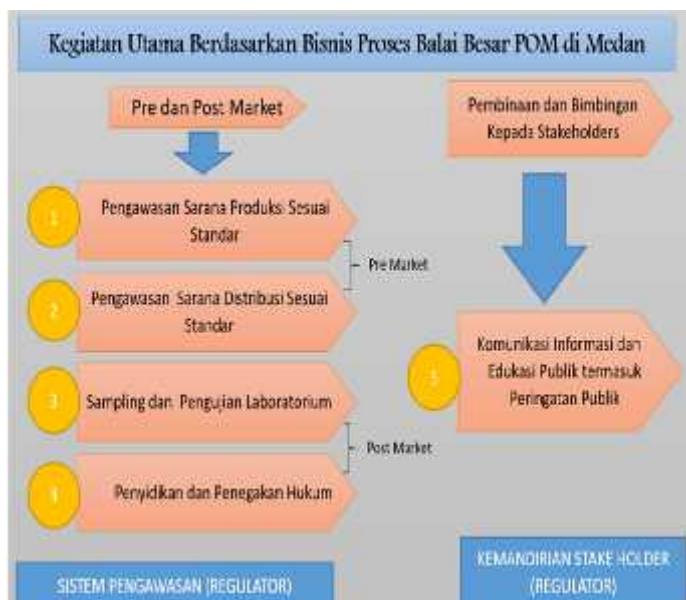 Kegiatan Utama Berdasarkan Bisnis Proses Balai Besar POM di Medan
Pre dan Post Market
1
Pengawasan Sarana Produksi Sesuai
Standar
Pre Market
2
Pengawasan Sarana Distribusi Sesuai
Standar
3
Sampling dan Pengujian Laboratorium
Post Market
Penyidikan dan Penegakan Hukum
SISTEM PENGAWASAN (REGULATOR)
Pembinaan dan Bimbingan
Kepada Stakeholders
Komunikasi Informasi dan
Edukasi Publik termasuk
Peringatan Publik
KEMANDIRIAN STAKE HOLDER
(REGULATOR)